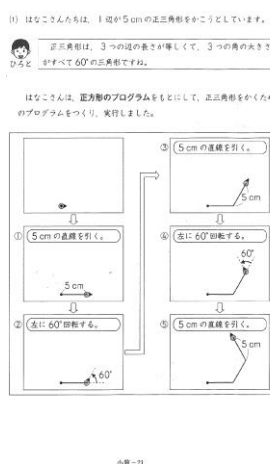 (1) はなこさんたちは、1辺が5cmの正三角形をかこうとしています。
正三角形は、3つの辺の長さが等しくて、3つの角の大きさ
がすべて60°の三角形ですね。
ひろと
はなこさんは、正方形のプログラムをもとにして、正三角形をかくため
のプログラムをつくり、実行しました。
① 5cmの直線を引く。
5cm
② 左に60°回転する。
60°
③ 5cmの直線を引く。
5cm
④ 左に60°回転する。
60°
⑤ 5cmの直線を引く。
5cm
小算-21